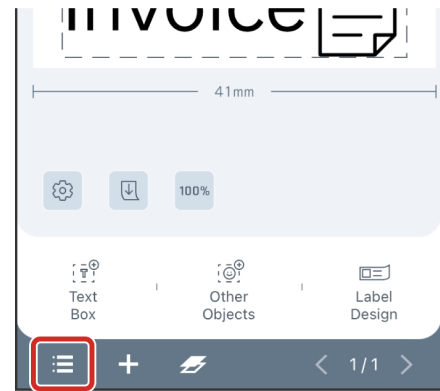 Invoice
41mm
100%
Text
Box
Other
Objects
Label
Design
1/1